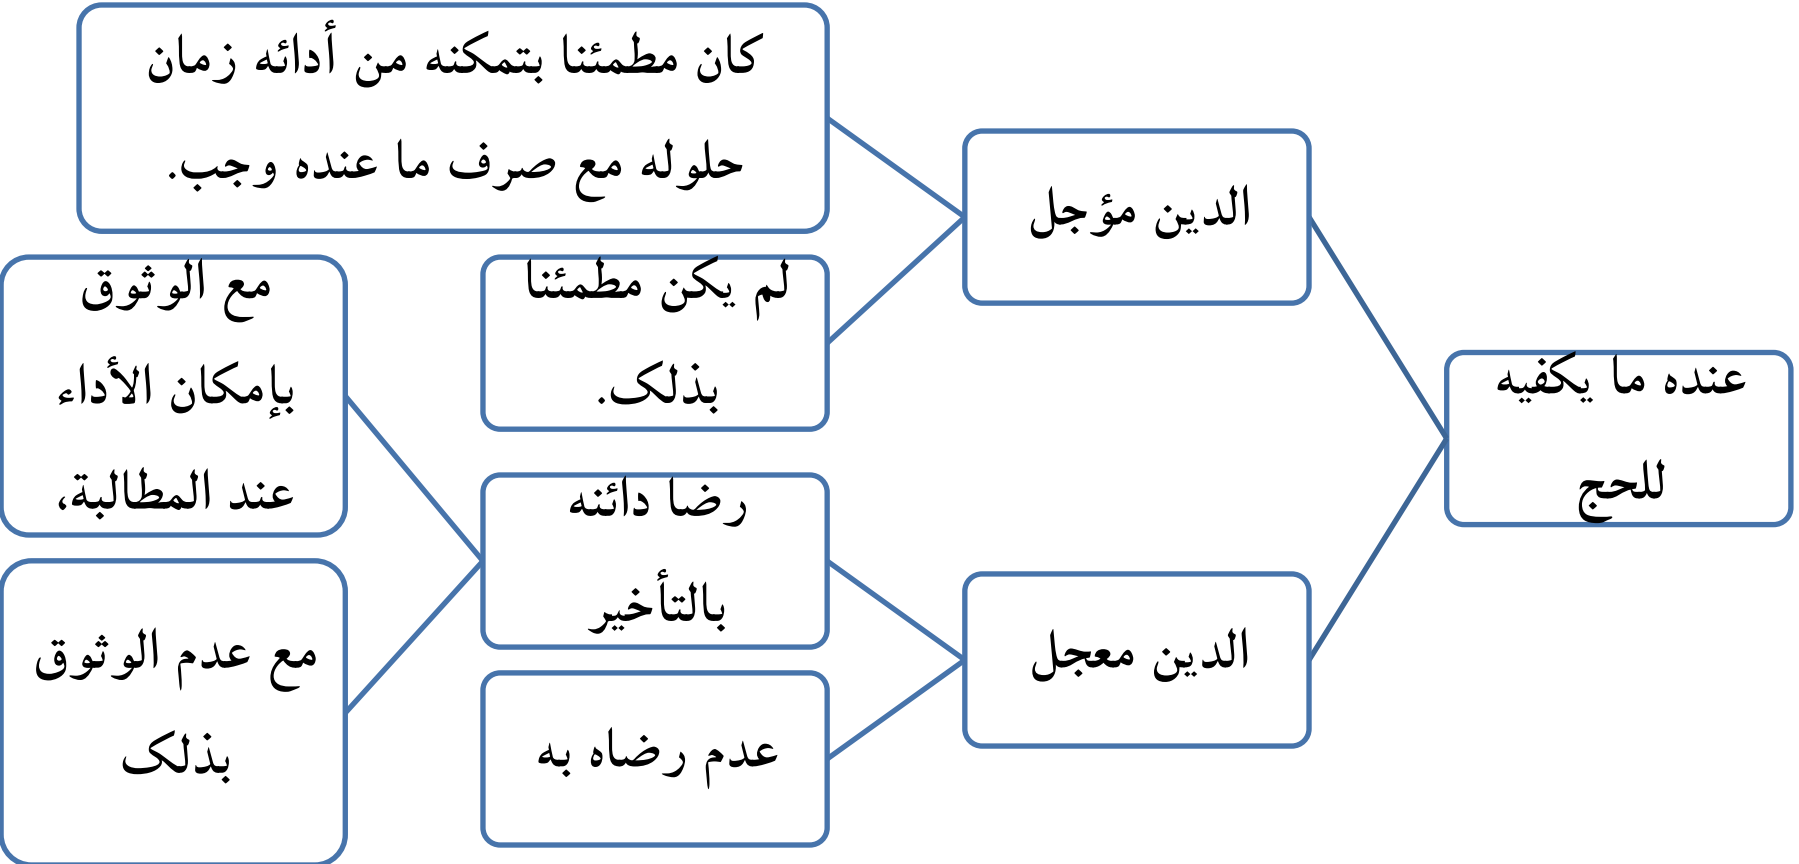 عنده ما يكفيه
للحج
الدين مؤجل
كان مطمئنا بتمكنه من أدائه زمان
حلوله مع صرف ما عنده وجب.
لم يكن مطمئنا
بذلک.
الدين معجل
رضا دائنه
بالتأخير
مع الوثوق
بإمكان الأداء
عند المطالبة،
مع عدم الوثوق
بذلک
عدم رضاه به